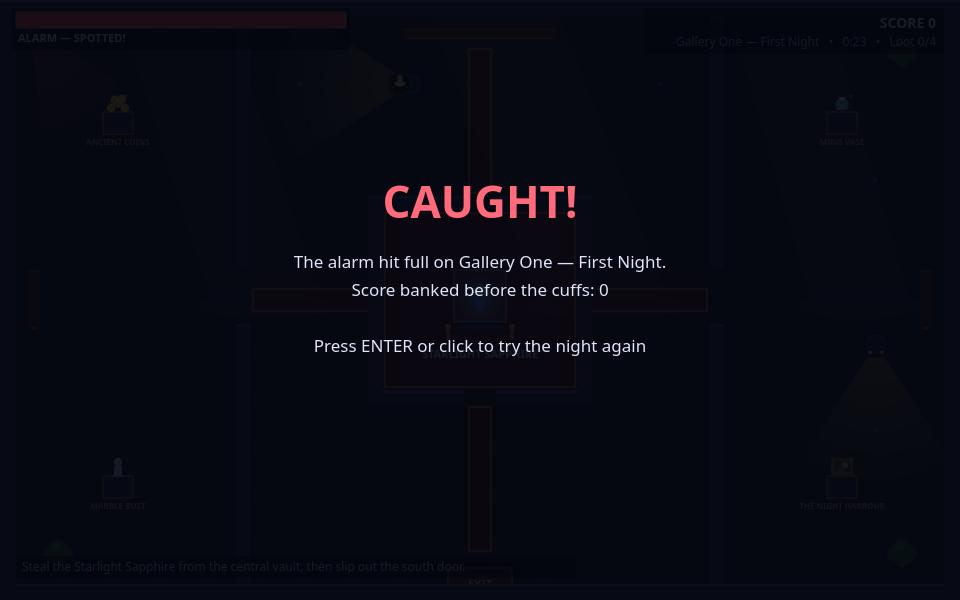 ALARM — SPOTTED!
SCORE 0
Gallery One — First Night • 0:23 • Loot 0/4
ANCIENT COINS
MING VASE
CAUGHT!
The alarm hit full on Gallery One — First Night.
Score banked before the cuffs: 0
Press ENTER or click to try the night again
STARLIGHT SAPPHIRE
MARBLE BUST
THE NIGHT HARBOUR
Steal the Starlight Sapphire from the central vault, then slip out the south door.
EXIT